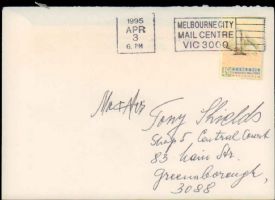 1995
APR
3
6. PM
MELBOURNE CITY
MAIL CENTRE
VIC 3000
Mr & Mrs
Tony Shields
Shop 5 Central Court
83 Main Str.
Greensborough,
3088